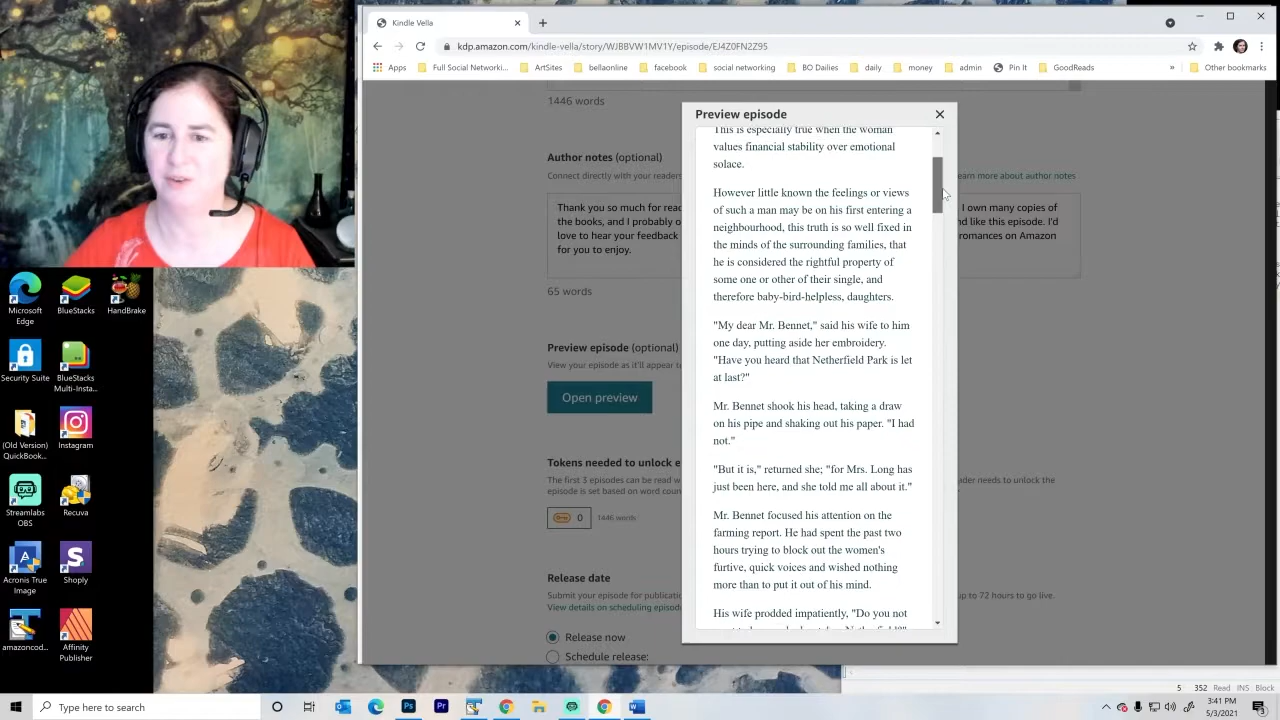 Kindle Vella
kdp.amazon.com/kindle-vella/story/WJBBVW1MV1Y/episode/EJ4Z0FN2Z95
Apps
Full Social Networki...
ArtSites
bellaonline
facebook
social networking
BO Dailies
daily
money
admin
Pin It
GoodReads
»
Other bookmarks
1446 words
Author notes (optional)
Connect directly with your readers
earn more about author notes
Thank you so much for read
I own many copies of
the books, and I probably o
and like this episode. I'd
love to hear your feedback
romances on Amazon
for you to enjoy.
65 words
Preview episode (optional)
View your episode as it'll appear t
Open preview
Tokens needed to unlock e
The first 3 episodes can be read w
ider needs to unlock the
episode is set based on word coun
0
1446 words
Release date
Submit your episode for publicatio
up to 72 hours to go live.
View details on scheduling episod
Release now
Schedule release:
Preview episode
This is especially true when the woman
values financial stability over emotional
solace.
However little known the feelings or views
of such a man may be on his first entering a
neighbourhood, this truth is so well fixed in
the minds of the surrounding families, that
he is considered the rightful property of
some one or other of their single, and
therefore baby-bird-helpless, daughters.
"My dear Mr. Bennet," said his wife to him
one day, putting aside her embroidery.
"Have you heard that Netherfield Park is let
at last?"
Mr. Bennet shook his head, taking a draw
on his pipe and shaking out his paper. "I had
not."
"But it is," returned she; "for Mrs. Long has
just been here, and she told me all about it."
Mr. Bennet focused his attention on the
farming report. He had spent the past two
hours trying to block out the women's
furtive, quick voices and wished nothing
more than to put it out of his mind.
His wife prodded impatiently, "Do you not
Microsoft
Edge
BlueStacks
HandBrake
Security Suite
BlueStacks
Multi-Insta...
(Old Version)
QuickBook...
Instagram
Streamlabs
OBS
Recuva
Acronis True
Image
Shoply
amazoncod...
Affinity
Publisher
352 Read INS Block
Type here to search
3:41 PM
5/3/2021